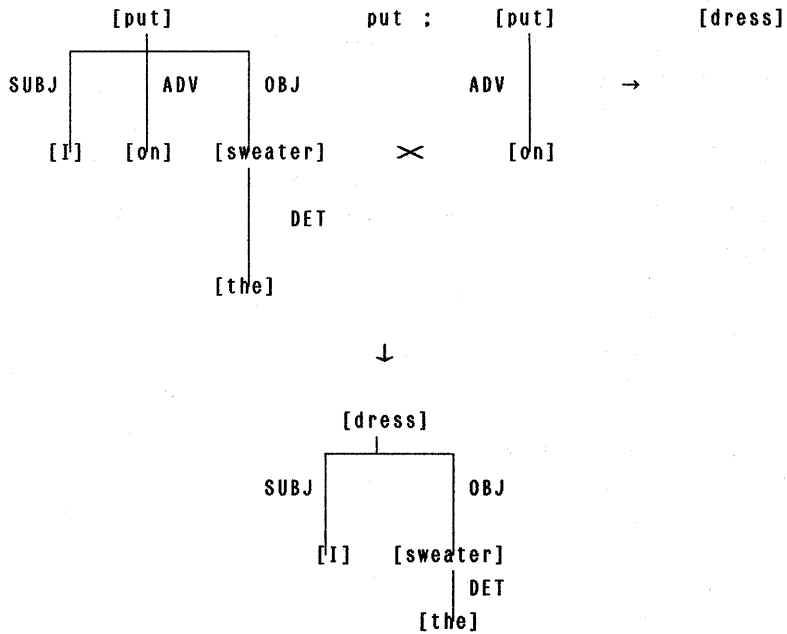 [put] put : [put] [dress]
SUBJ ADV OBJ ADV →
[I] [on] [sweater] × [on]
DET
[the]
↓
[dress]
SUBJ OBJ
[I] [sweater]
DET
[the]